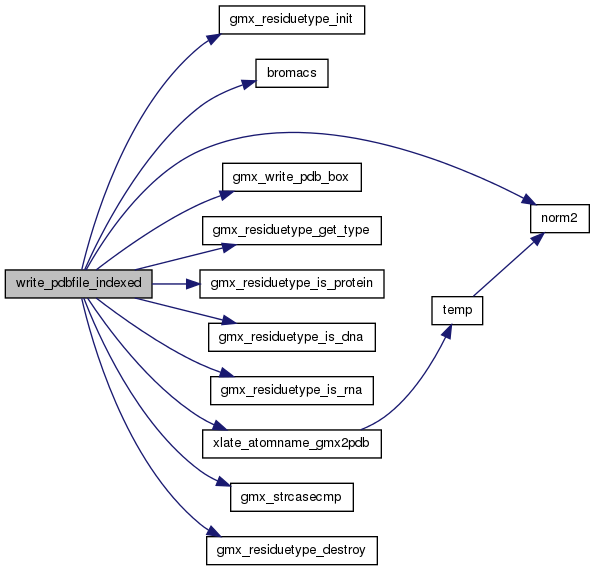 gmx_residuetype_init
bromacs
gmx_write_pdb_box
norm2
gmx_residuetype_get_type
write_pdbfile_indexed
gmx_residuetype_is_protein
temp
gmx_residuetype_is_dna
gmx_residuetype_is_rna
xlate_atomname_gmx2pdb
gmx_strcasecmp
gmx_residuetype_destroy